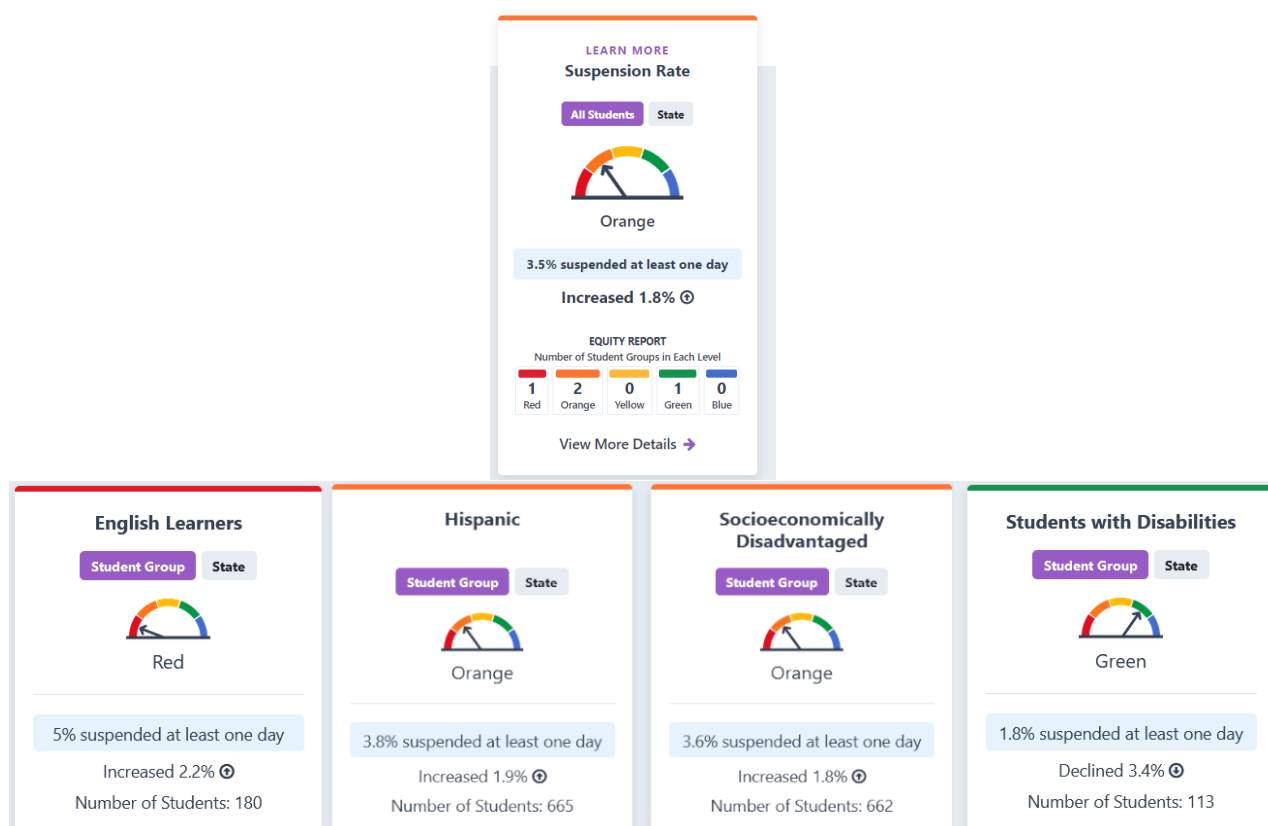 LEARN MORE
Suspension Rate
All Students State
Orange
3.5% suspended at least one day
Increased 1.8%
EQUITY REPORT
Number of Student Groups in Each Level
1 2 0 1 0
Red Orange Yellow Green Blue
View More Details
English Learners
Student Group State
Red
5% suspended at least one day
Increased 2.2%
Number of Students: 180
Hispanic
Student Group State
Orange
3.8% suspended at least one day
Increased 1.9%
Number of Students: 665
Socioeconomically
Disadvantaged
Student Group State
Orange
3.6% suspended at least one day
Increased 1.8%
Number of Students: 662
Students with Disabilities
Student Group State
Green
1.8% suspended at least one day
Declined 3.4%
Number of Students: 113